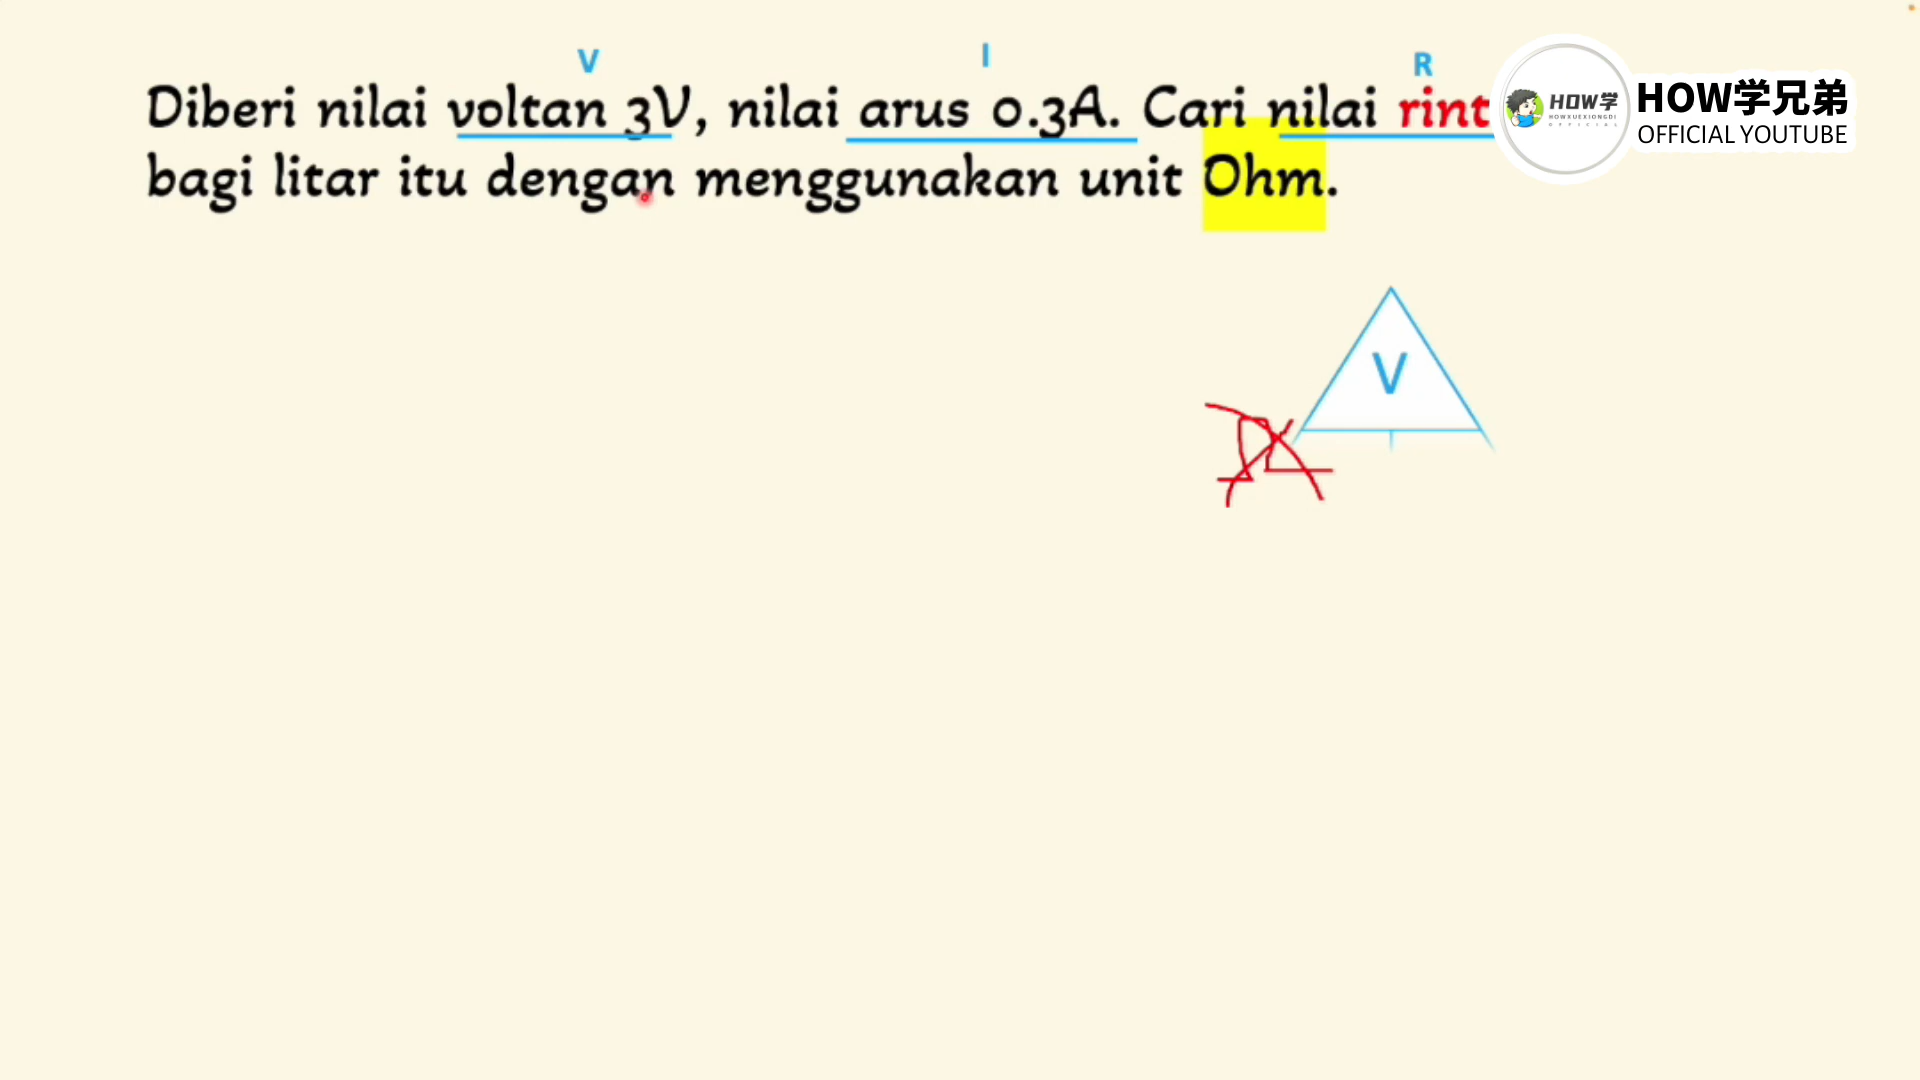 V
I
R
Diberi nilai voltan 3V, nilai arus 0.3A. Cari nilai
bagi litar itu dengan menggunakan unit Ohm.
HOW学
HOW学兄弟
OFFICIAL YOUTUBE
V